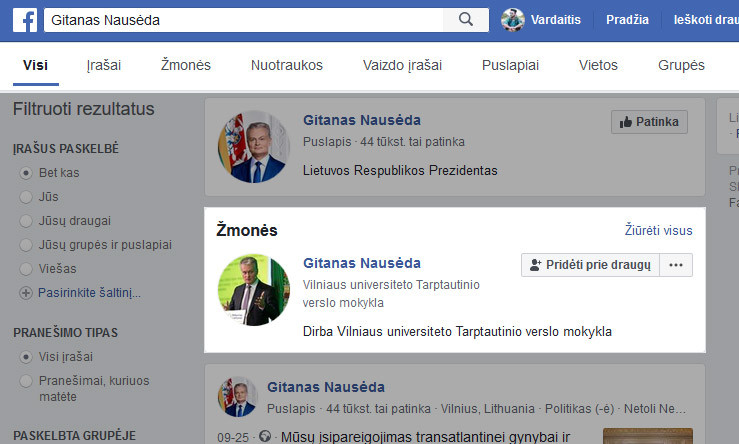 f Gitanas Nausėda Vardaitis Pradžia Ieškoti drau
Visi Įrašai Žmonės Nuotraukos Vaizdo įrašai Puslapiai Vietos Grupės
Filtruoti rezultatus
ĮRAŠUS PASKELBĖ
Bet kas
Jūs
Jūsų draugai
Jūsų grupės ir puslapiai
Viešas
Pasirinkite šaltinį...
PRANEŠIMO TIPAS
Visi įrašai
Pranešimai, kuriuos
matėte
PASKELBTA GRUPĖJE
Gitanas Nausėda
Puslapis · 44 tūkst. tai patinka
Patinka
Lietuvos Respublikos Prezidentas
Žmonės
Žiūrėti visus
Gitanas Nausėda
Pridėti prie draugų
Vilniaus universiteto Tarptautinio
verslo mokykla
Dirba Vilniaus universiteto Tarptautinio verslo mokykla
Gitanas Nausėda
Puslapis · 44 tūkst. tai patinka · Vilnius, Lithuania · Politikas (-ė) · Netoli Ne...
09-25 · Mūsų įsipareigojimas transatlantinei gynybai ir